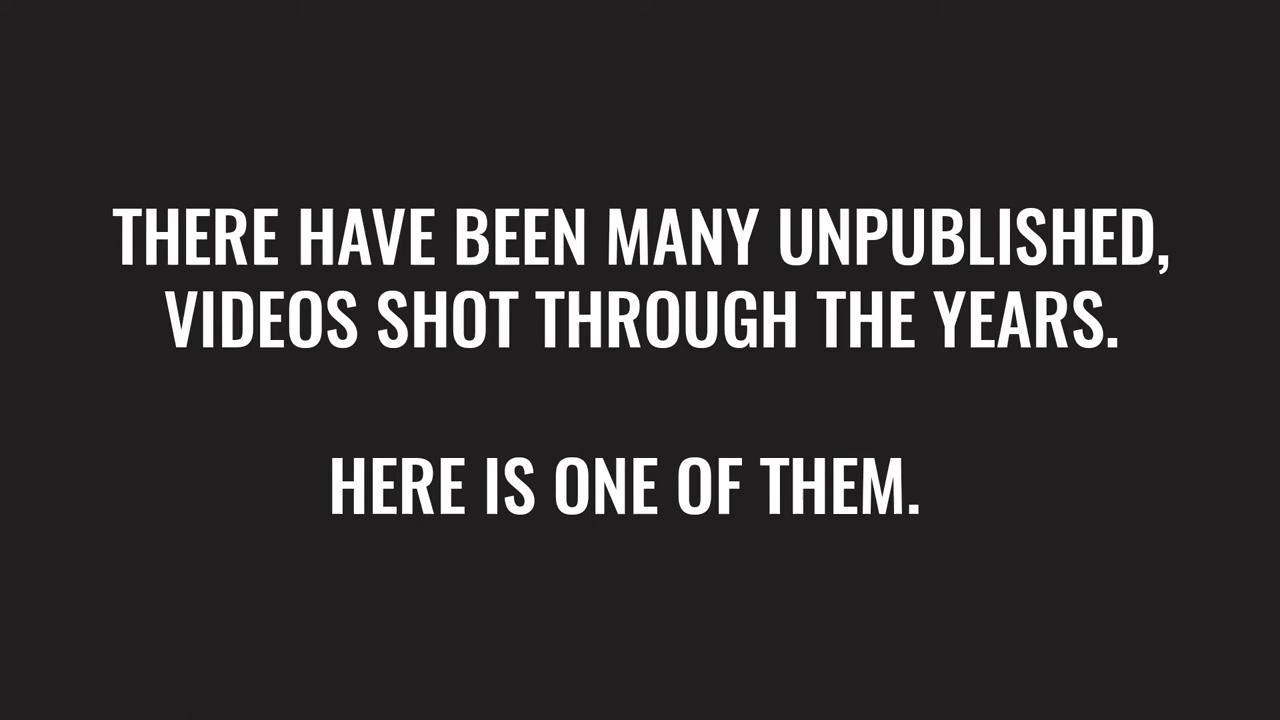 THERE HAVE BEEN MANY UNPUBLISHED,
VIDEOS SHOT THROUGH THE YEARS.
HERE IS ONE OF THEM.